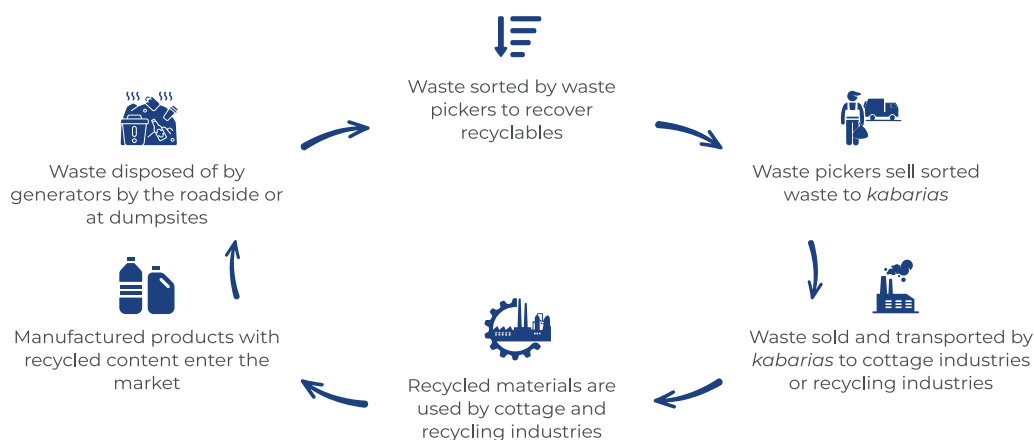 Waste sorted by waste
pickers to recover
recyclables
Waste pickers sell sorted
waste to kabarias
Waste sold and transported by
kabarias to cottage industries
or recycling industries
Recycled materials are
used by cottage and
recycling industries
Manufactured products with
recycled content enter the
market
Waste disposed of by
generators by the roadside or
at dumpsites